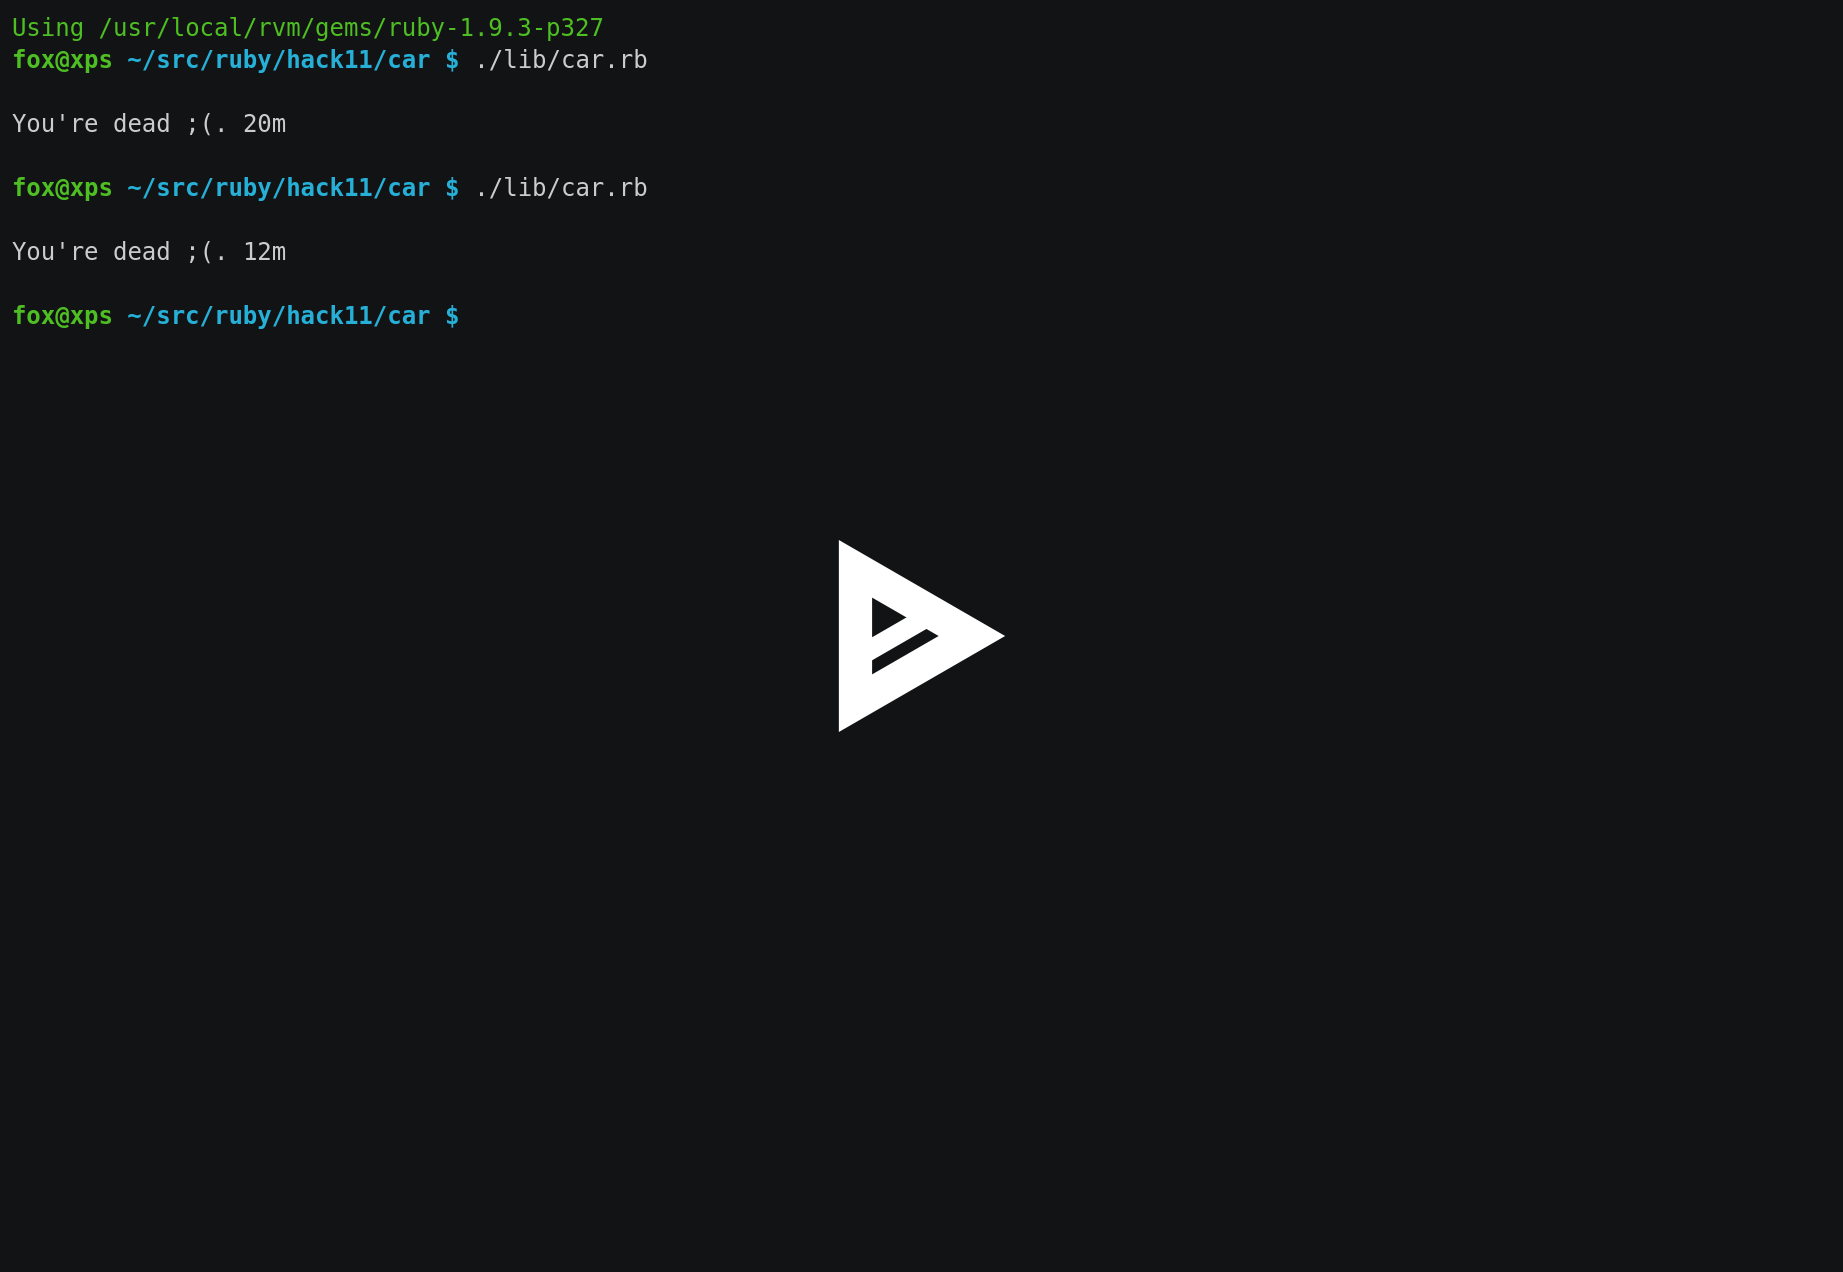 Using /usr/local/rvm/gems/ruby-1.9.3-p327
fox@xps ~/src/ruby/hack11/car $ ./lib/car.rb
You're dead ;(. 20m
fox@xps ~/src/ruby/hack11/car $ ./lib/car.rb
You're dead ;(. 12m
fox@xps ~/src/ruby/hack11/car $